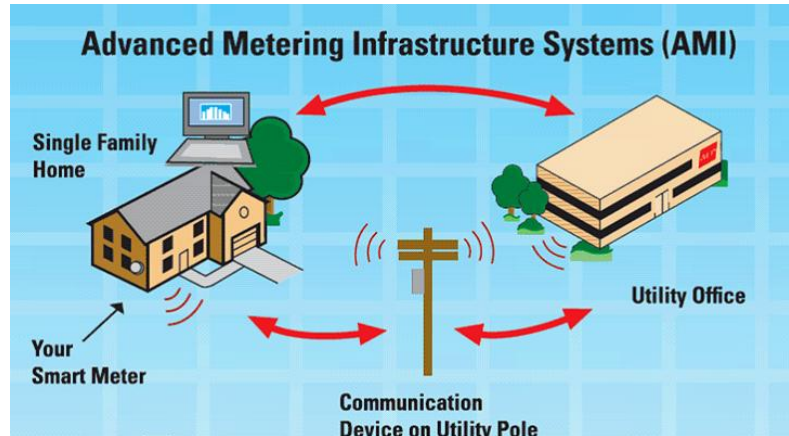 Advanced Metering Infrastructure Systems (AMI)
Single Family
Home
Utility Office
Your
Smart Meter
Communication
Device on Utility Pole